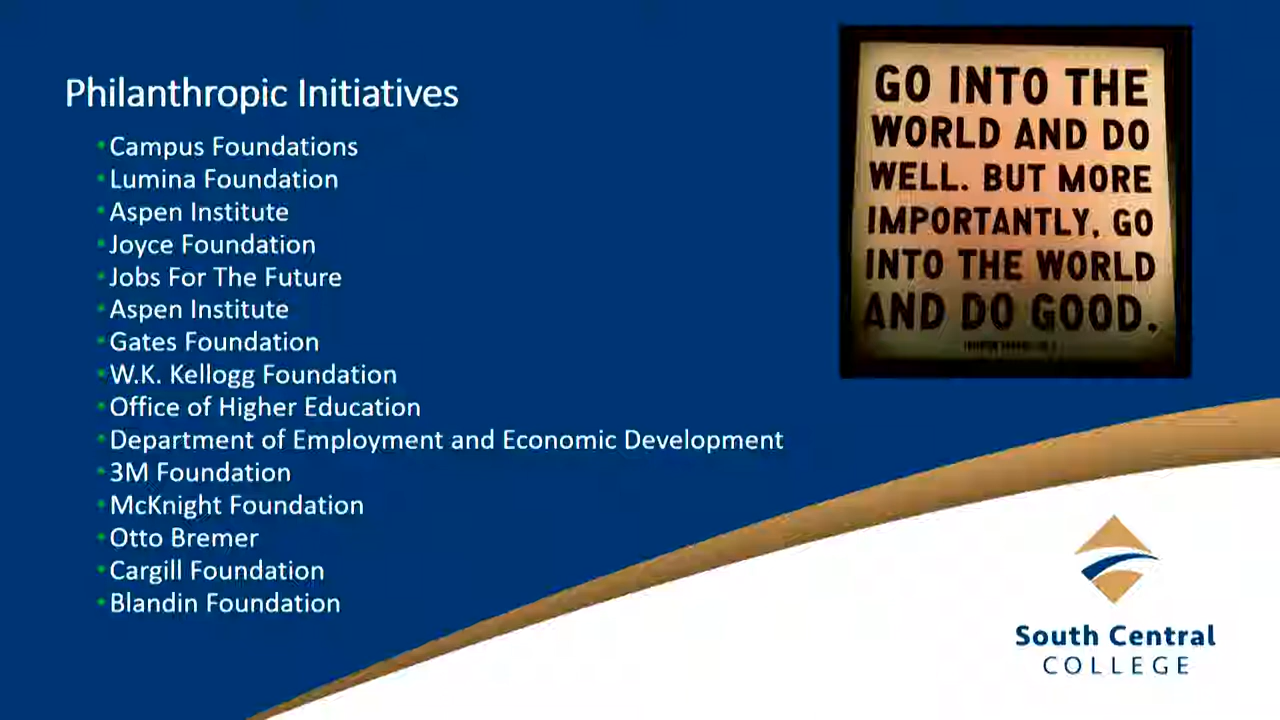 Philanthropic Initiatives
•Campus Foundations
•Lumina Foundation
•Aspen Institute
•Joyce Foundation
•Jobs For The Future
•Aspen Institute
•Gates Foundation
•W.K. Kellogg Foundation
•Office of Higher Education
•Department of Employment and Economic Development
•3M Foundation
•McKnight Foundation
•Otto Bremer
•Cargill Foundation
•Blandin Foundation
GO INTO THE
WORLD AND DO
WELL. BUT MORE
IMPORTANTLY, GO
INTO THE WORLD
AND DO GOOD.
South Central
COLLEGE